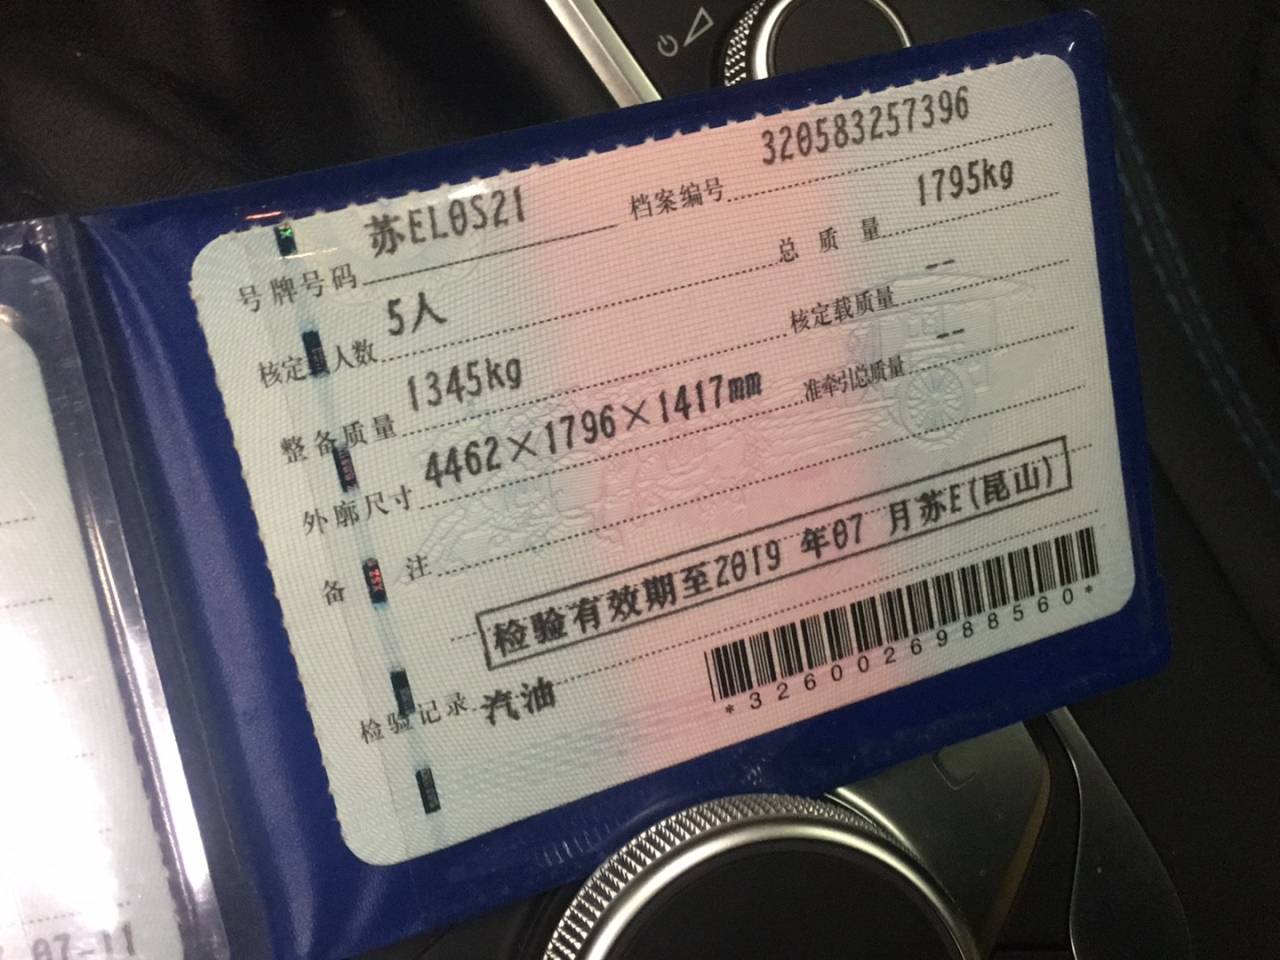 号牌号码 苏EL0S21 档案编号 320583257396
核定人数 5人 总质量 1795kg
整备质量 1345kg 核定载质量 --
外廓尺寸 4462×1796×1417mm 准牵引总质量 --
备注
检验有效期至2019 年07 月苏E(昆山)
检验记录 汽油
*3260026988560*
07-11